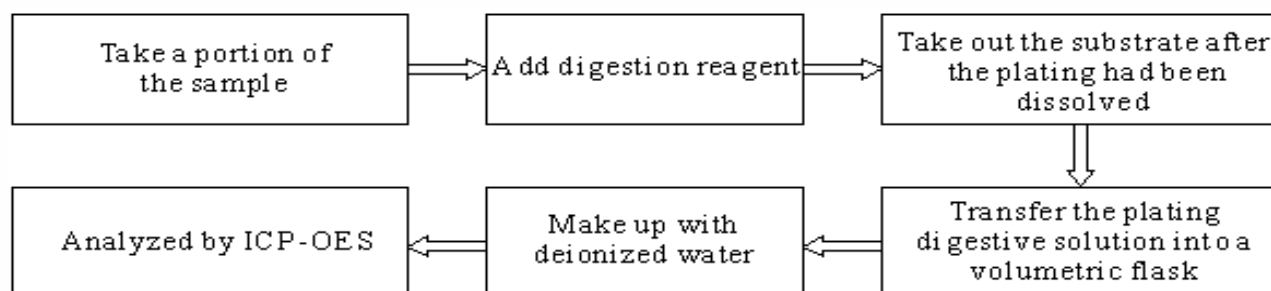 Take a portion of
the sample
Add digestion reagent
Take out the substrate after
the plating had been
dissolved
Transfer the plating
digestive solution into a
volumetric flask
Make up with
deionized water
Analyzed by ICP-OES